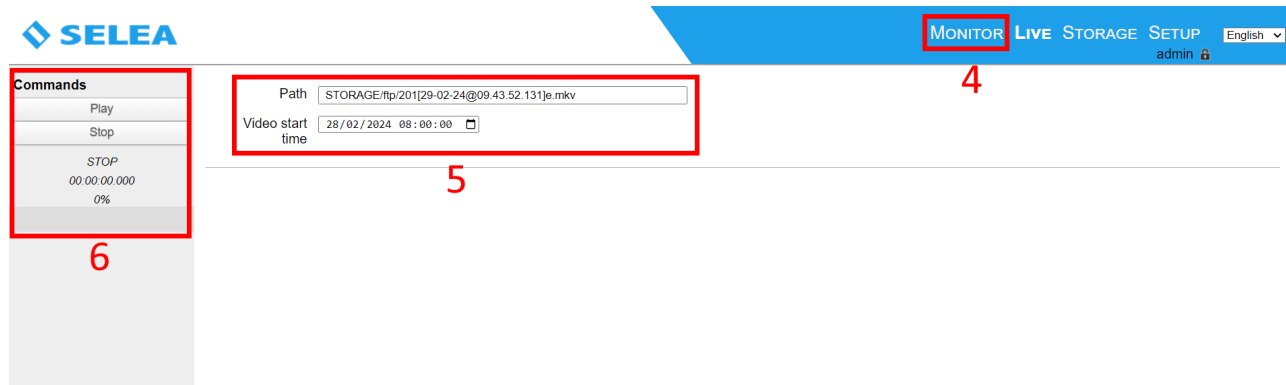 SELEA
MONITOR LIVE STORAGE SETUP English
admin
4
Commands
Play
Stop
STOP
00:00:00.000
0%
6
Path STORAGE/ftp/201[29-02-24@09.43.52.131]e.mkv
Video start time 28/02/2024 08:00:00
5